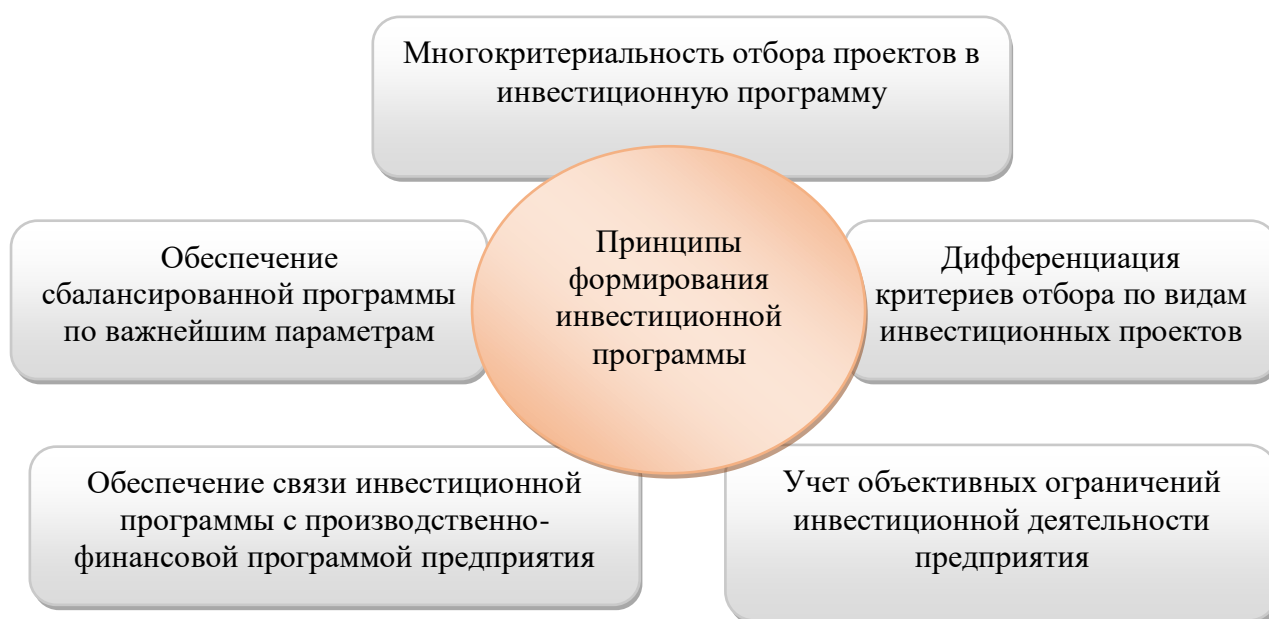 Многокритериальность отбора проектов в
инвестиционную программу
Обеспечение
сбалансированной программы
по важнейшим параметрам
Принципы
формирования
инвестиционной
программы
Дифференциация
критериев отбора по видам
инвестиционных проектов
Обеспечение связи инвестиционной
программы с производственно-
финансовой программой предприятия
Учет объективных ограничений
инвестиционной деятельности
предприятия